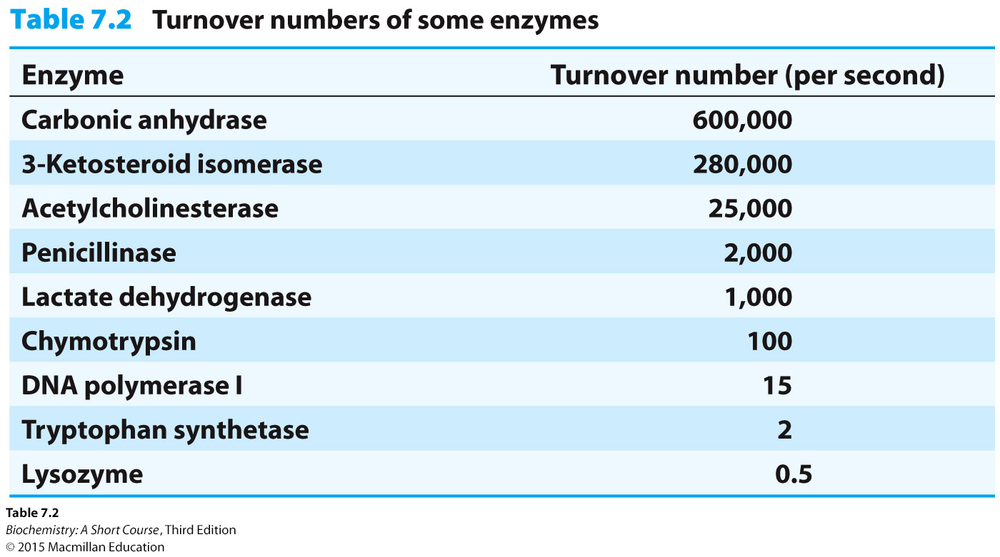 Table 7.2 Turnover numbers of some enzymes
Enzyme Turnover number (per second)
Carbonic anhydrase 600,000
3-Ketosteroid isomerase 280,000
Acetylcholinesterase 25,000
Penicillinase 2,000
Lactate dehydrogenase 1,000
Chymotrypsin 100
DNA polymerase I 15
Tryptophan synthetase 2
Lysozyme 0.5
Table 7.2
Biochemistry: A Short Course, Third Edition
© 2015 Macmillan Education